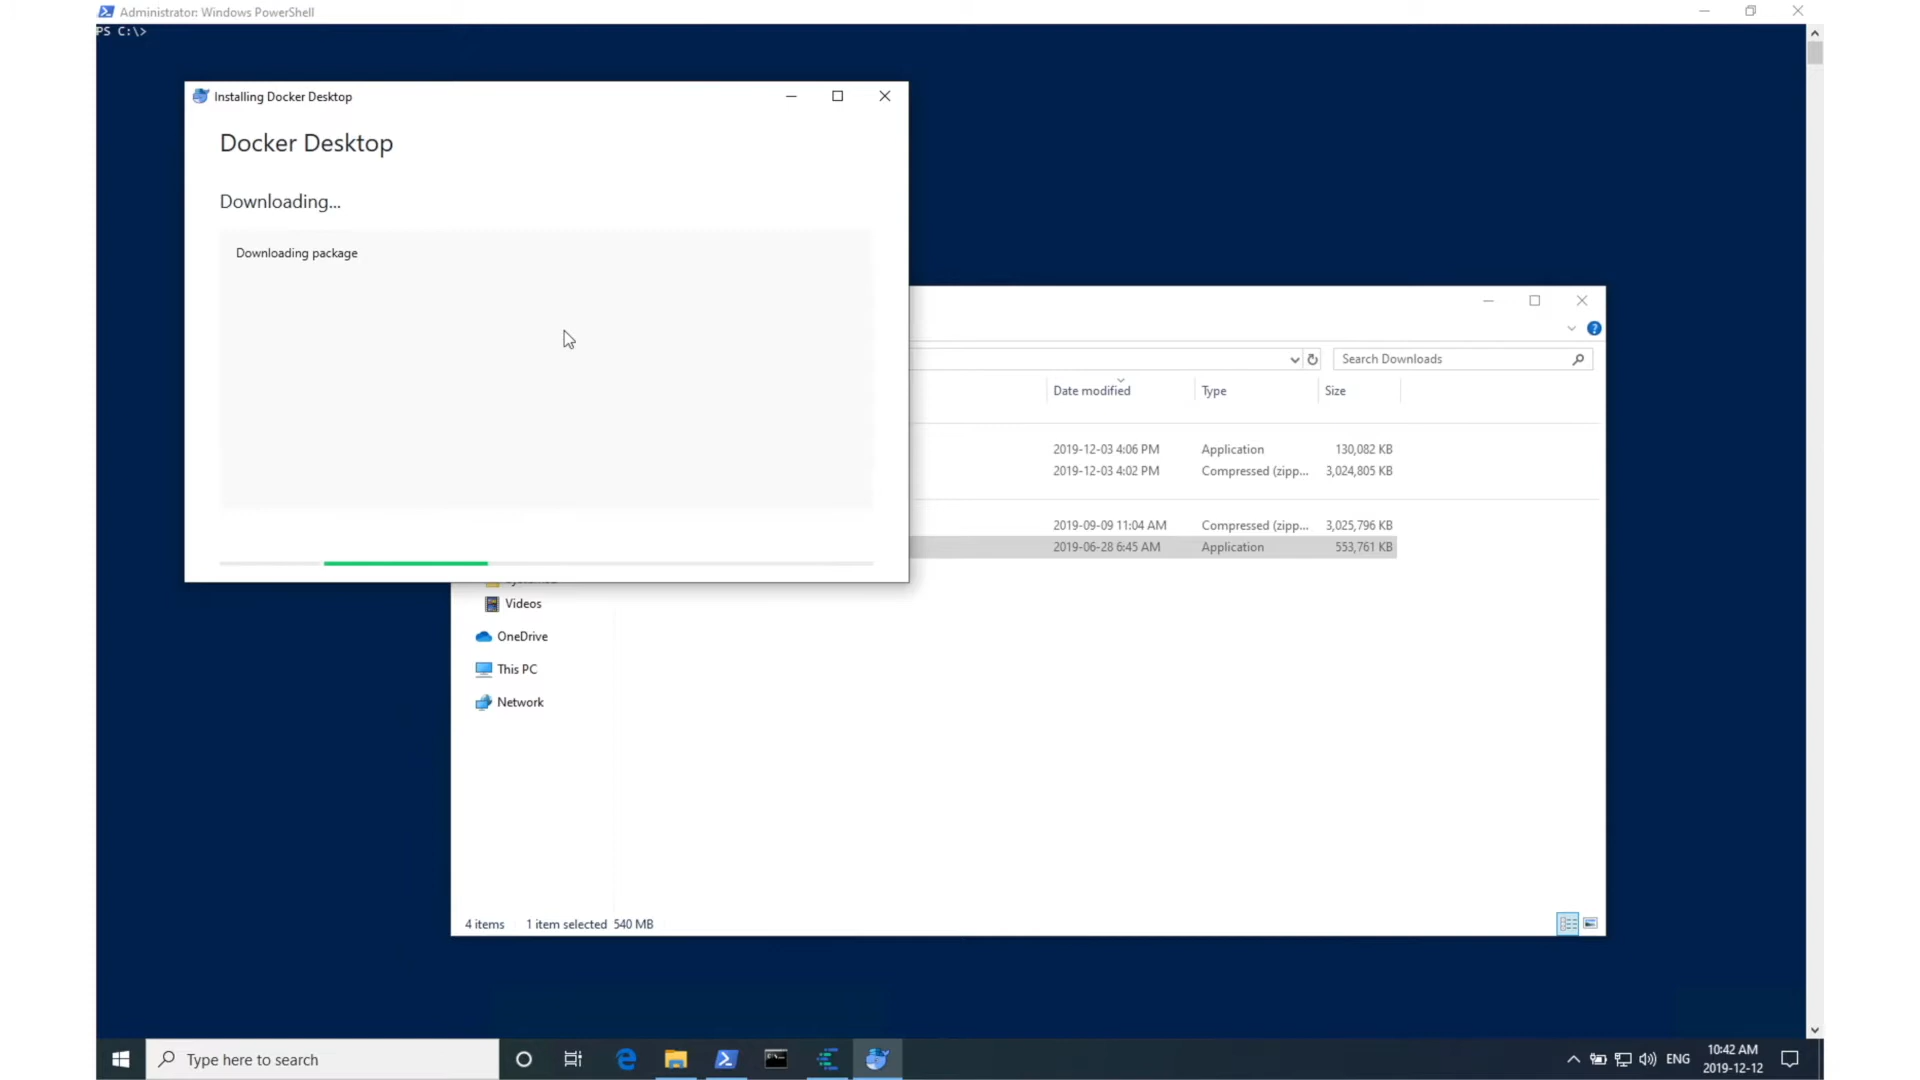 Administrator: Windows PowerShell
PS C:\>
Installing Docker Desktop
Docker Desktop
Downloading...
Downloading package
Search Downloads
Date modified
Type
Size
2019-12-03 4:06 PM
Application
130,082 KB
2019-12-03 4:02 PM
Compressed (zipp...
3,024,805 KB
2019-09-09 11:04 AM
Compressed (zipp...
3,025,796 KB
2019-06-28 6:45 AM
Application
553,761 KB
Videos
OneDrive
This PC
Network
4 items
1 item selected 540 MB
Type here to search
ENG
10:42 AM
2019-12-12